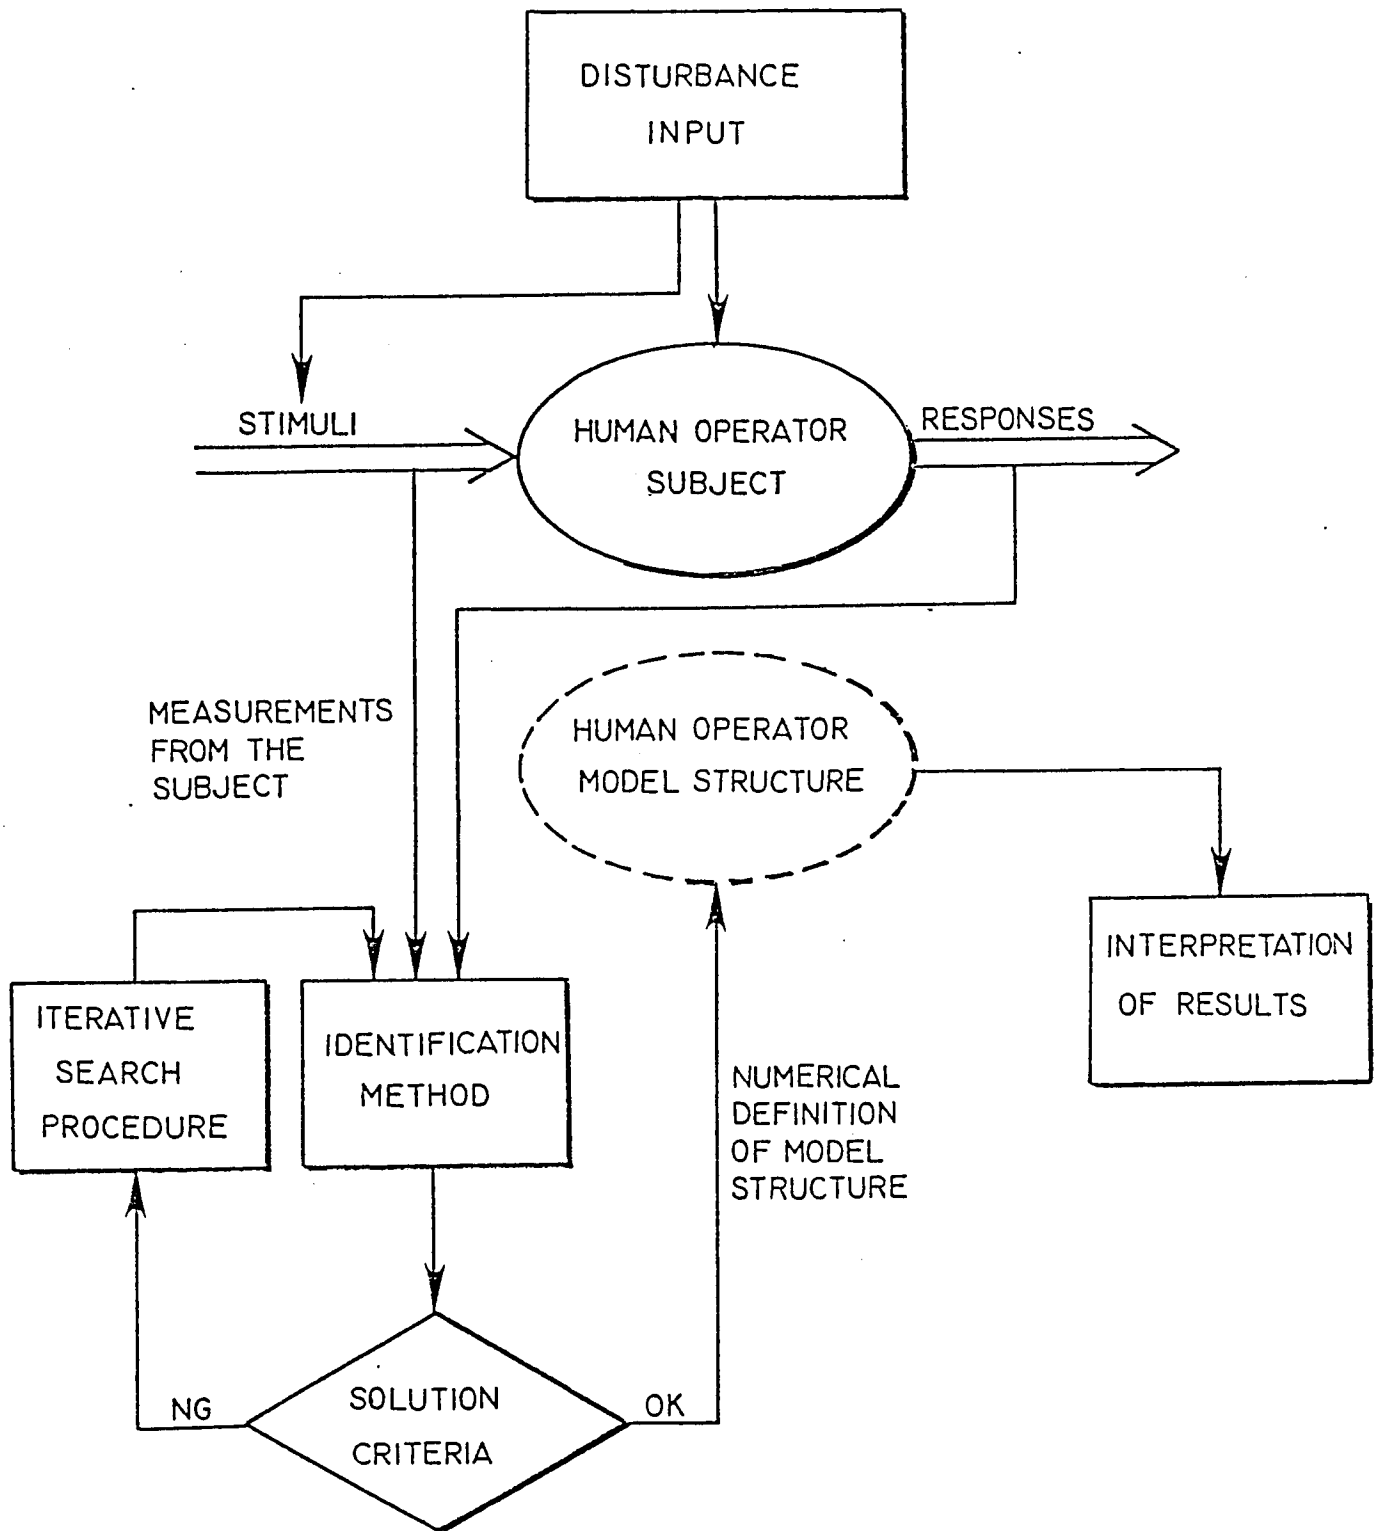 DISTURBANCE
INPUT
STIMULI
HUMAN OPERATOR
SUBJECT
RESPONSES
MEASUREMENTS
FROM THE
SUBJECT
HUMAN OPERATOR
MODEL STRUCTURE
INTERPRETATION
OF RESULTS
ITERATIVE
SEARCH
PROCEDURE
IDENTIFICATION
METHOD
NUMERICAL
DEFINITION
OF MODEL
STRUCTURE
NG
SOLUTION
CRITERIA
OK